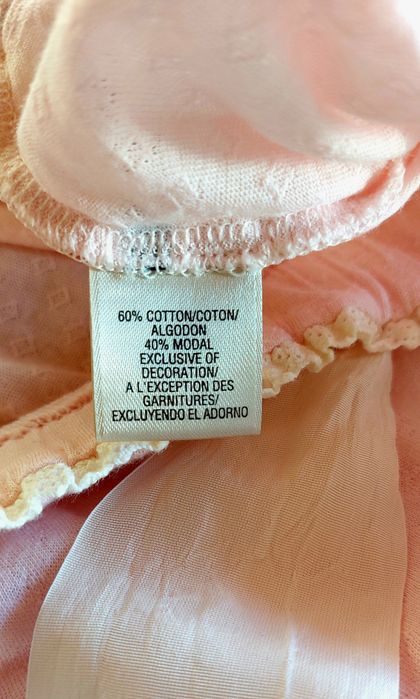 60% COTTON/COTON/
ALGODON
40% MODAL
EXCLUSIVE OF
DECORATION/
A L'EXCEPTION DES
GARNITURES/
EXCLUYENDO EL ADORNO